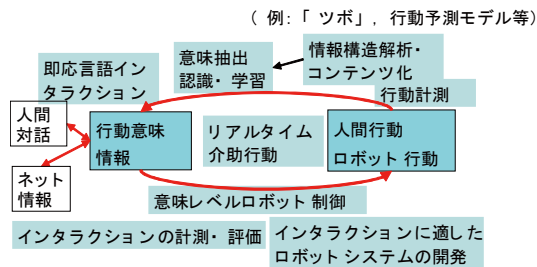 (例:「ツボ」,行動予測モデル等)
情報構造解析・
コンテンツ化
意味抽出
認識・学習
即応言語イン
タラクション
行動計測
人間
対話
行動意味
情報
リアルタイム
介助行動
人間行動
ロボット行動
ネット
情報
意味レベルロボット制御
インタラクションの計測・評価
インタラクションに適した
ロボットシステムの開発